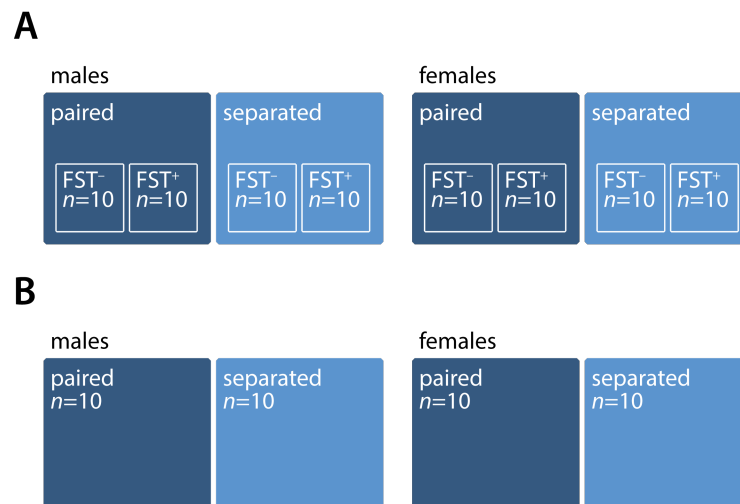 A
males females
paired separated paired separated
FST⁻ FST⁺ FST⁻ FST⁺ FST⁻ FST⁺ FST⁻ FST⁺
n=10 n=10 n=10 n=10 n=10 n=10 n=10 n=10
B
males females
paired separated paired separated
n=10 n=10 n=10 n=10